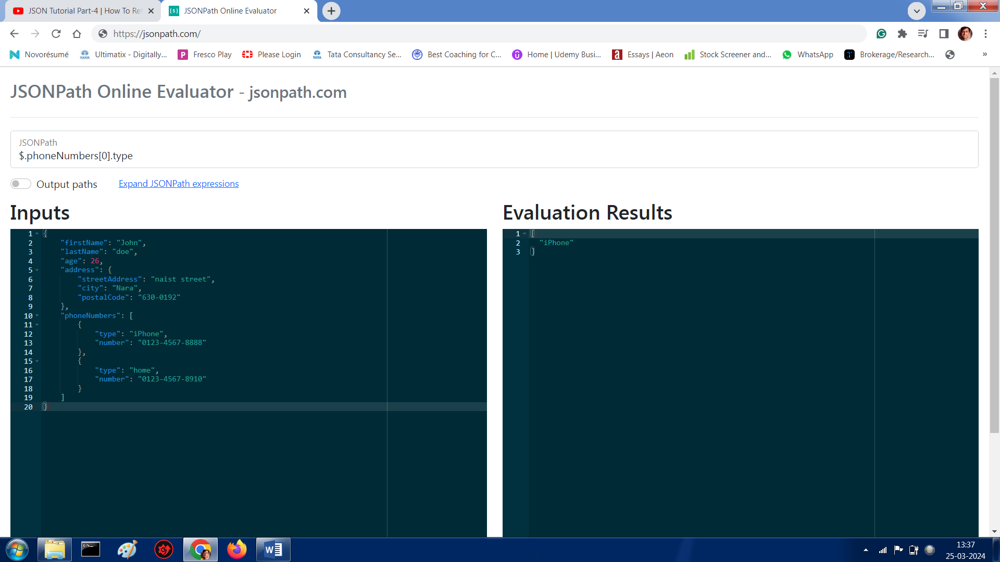 JSON Tutorial Part-4 | How To Ret
JSONPath Online Evaluator
https://jsonpath.com/
Novorésumé
Ultimatix - Digitally...
Fresco Play
Please Login
Tata Consultancy Se...
Best Coaching for C...
Home | Udemy Busi...
Essays | Aeon
Stock Screener and...
WhatsApp
Brokerage/Research...
»
JSONPath Online Evaluator - jsonpath.com
JSONPath
$.phoneNumbers[0].type
Output paths
Expand JSONPath expressions
Inputs
1 {
2 "firstName": "John",
3 "lastName": "doe",
4 "age": 26,
5 "address": {
6 "streetAddress": "naist street",
7 "city": "Nara",
8 "postalCode": "630-0192"
9 },
10 "phoneNumbers": [
11 {
12 "type": "iPhone",
13 "number": "0123-4567-8888"
14 },
15 {
16 "type": "home",
17 "number": "0123-4567-8910"
18 }
19 ]
20 }
Evaluation Results
1 [
2 "iPhone"
3 ]
13:37
25-03-2024